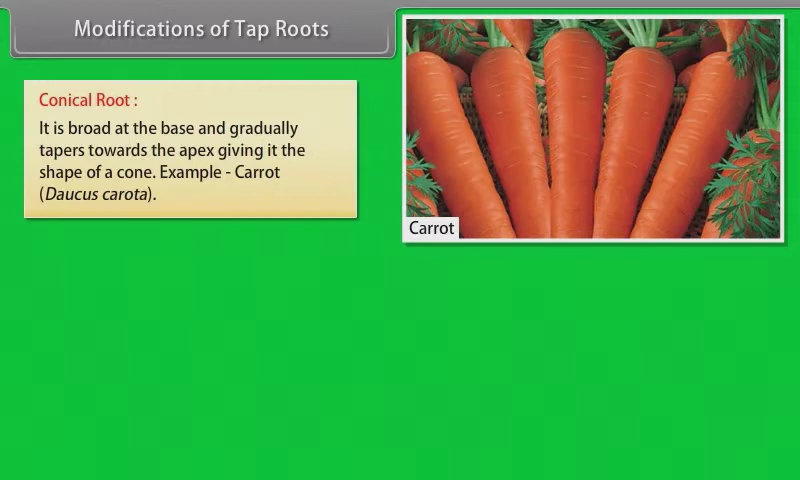 Modifications of Tap Roots
Conical Root :
It is broad at the base and gradually
tapers towards the apex giving it the
shape of a cone. Example - Carrot
(Daucus carota).
Carrot